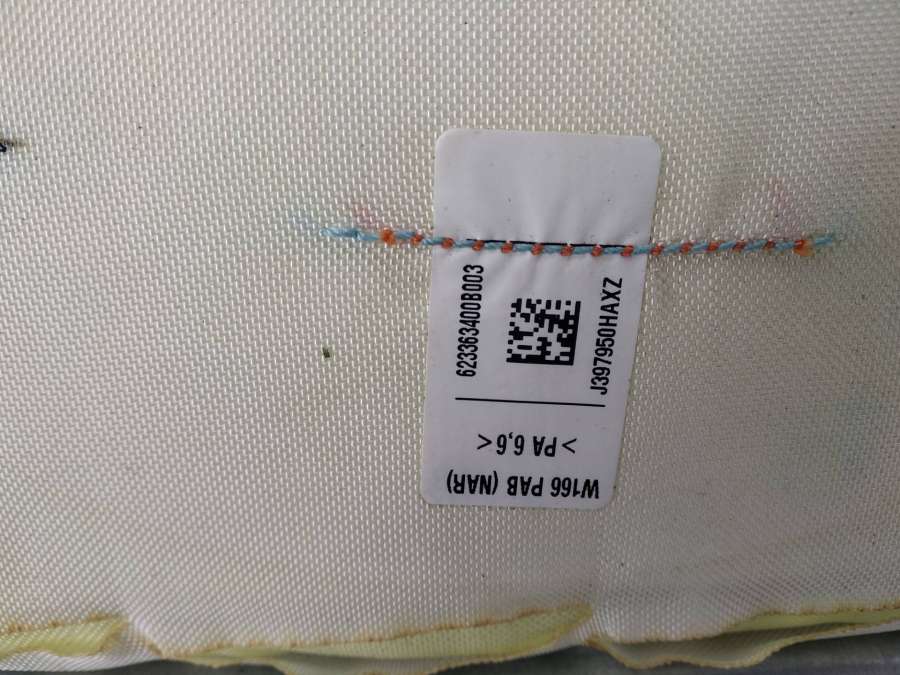 W166 PAB (NAR)
>PA 6,6<
623363400B003
J397950HAXZ